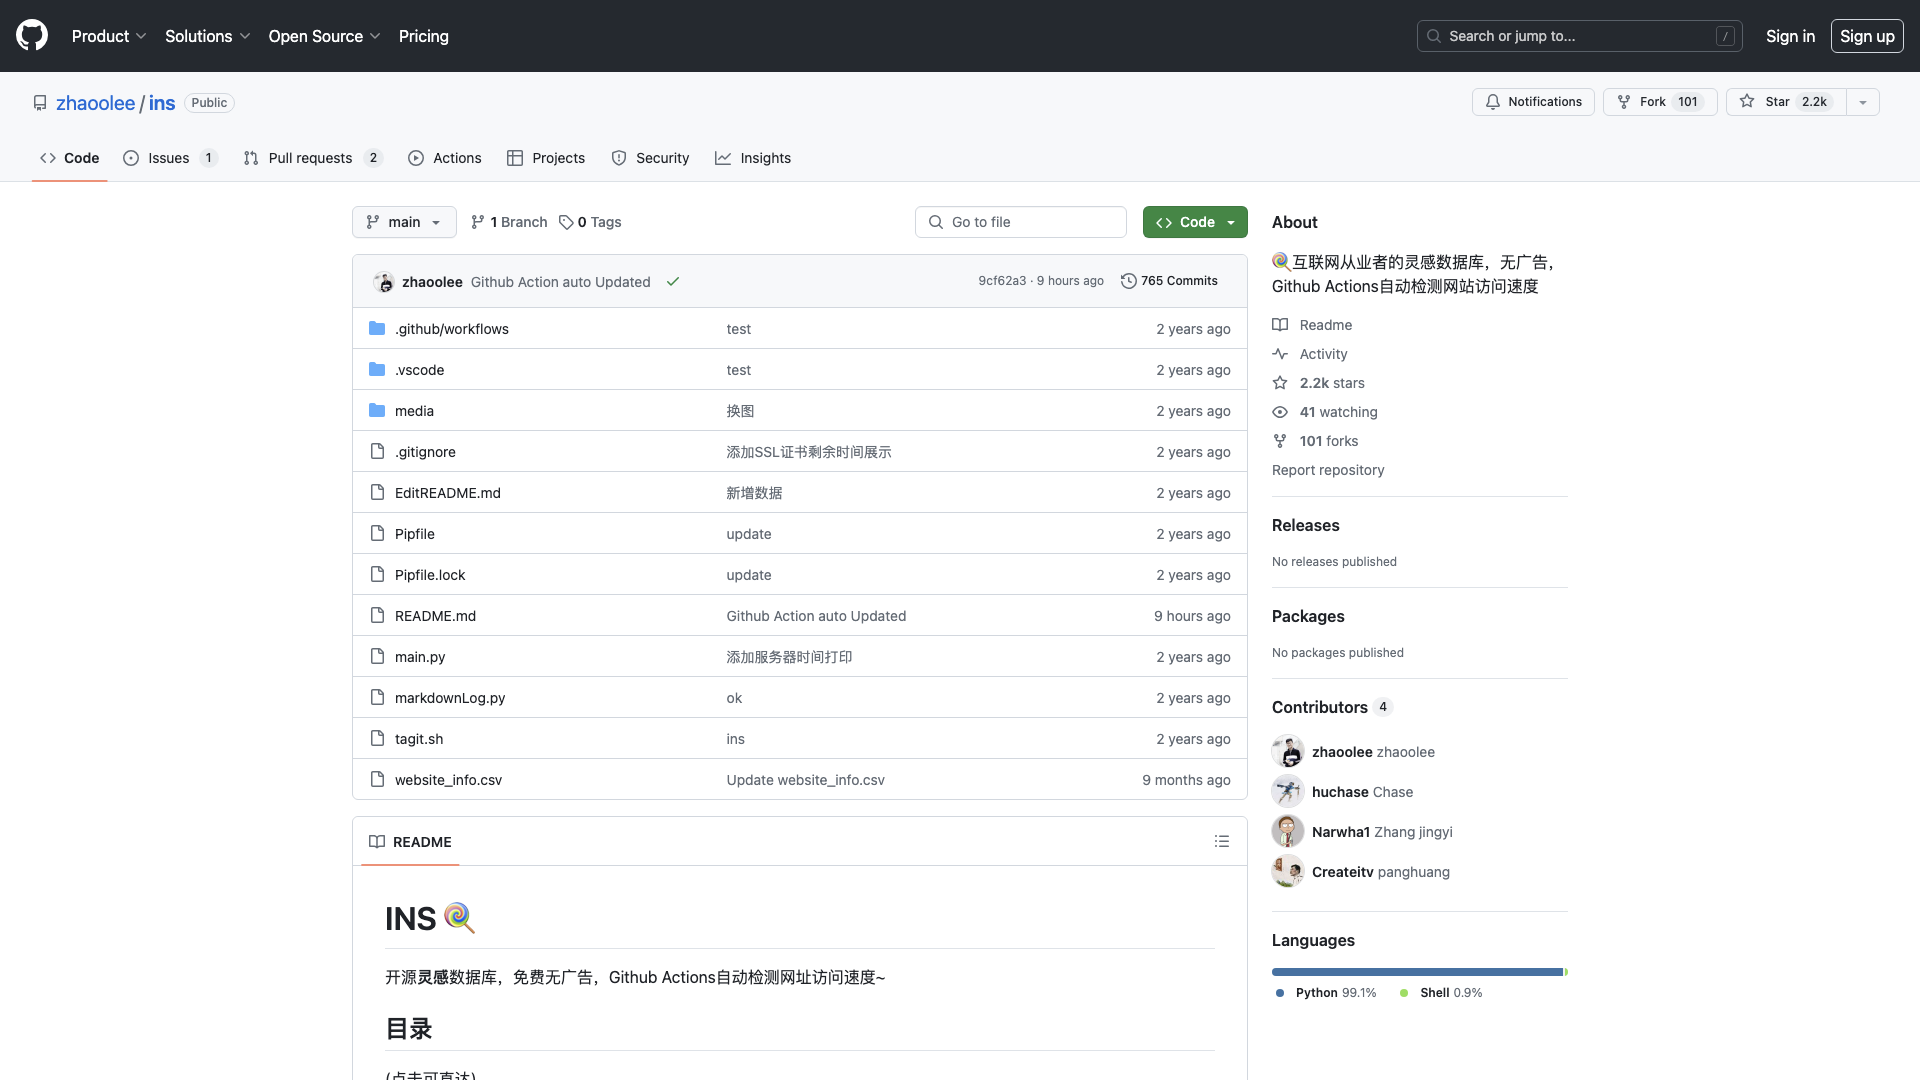 Product Solutions Open Source Pricing Search or jump to... / Sign in Sign up
zhaoolee / ins Public Notifications Fork 101 Star 2.2k
Code Issues 1 Pull requests 2 Actions Projects Security Insights
main 1 Branch 0 Tags Go to file Code
zhaoolee Github Action auto Updated 9cf62a3 · 9 hours ago 765 Commits
.github/workflows test 2 years ago
.vscode test 2 years ago
media 换图 2 years ago
.gitignore 添加SSL证书剩余时间展示 2 years ago
EditREADME.md 新增数据 2 years ago
Pipfile update 2 years ago
Pipfile.lock update 2 years ago
README.md Github Action auto Updated 9 hours ago
main.py 添加服务器时间打印 2 years ago
markdownLog.py ok 2 years ago
tagit.sh ins 2 years ago
website_info.csv Update website_info.csv 9 months ago
README
INS
开源灵感数据库，免费无广告，Github Actions自动检测网址访问速度~
目录
(点击可直达)
About
互联网从业者的灵感数据库，无广告，
Github Actions自动检测网站访问速度
Readme
Activity
2.2k stars
41 watching
101 forks
Report repository
Releases
No releases published
Packages
No packages published
Contributors 4
zhaoolee zhaoolee
huchase Chase
Narwha1 Zhang jingyi
Createitv panghuang
Languages
Python 99.1% Shell 0.9%